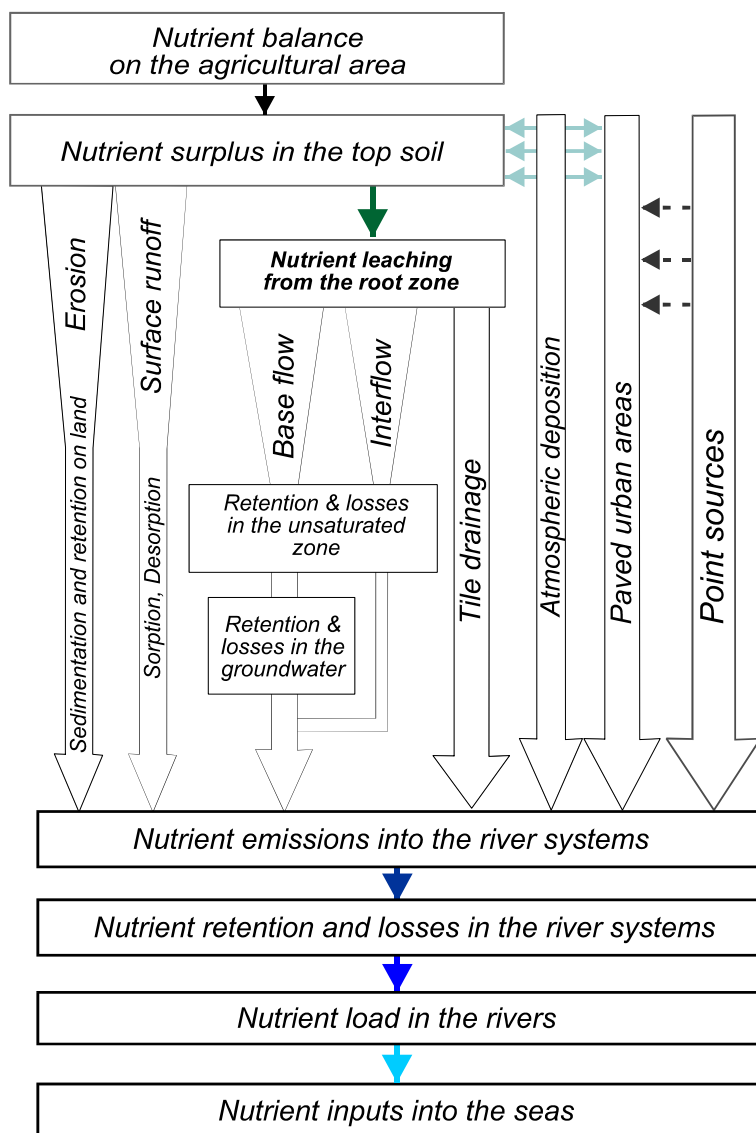 Nutrient balance
on the agricultural area
Nutrient surplus in the top soil
Nutrient leaching
from the root zone
Erosion
Sedimentation and retention on land
Surface runoff
Sorption, Desorption
Base flow
Interflow
Retention & losses
in the unsaturated
zone
Retention &
losses in the
groundwater
Tile drainage
Atmospheric deposition
Paved urban areas
Point sources
Nutrient emissions into the river systems
Nutrient retention and losses in the river systems
Nutrient load in the rivers
Nutrient inputs into the seas